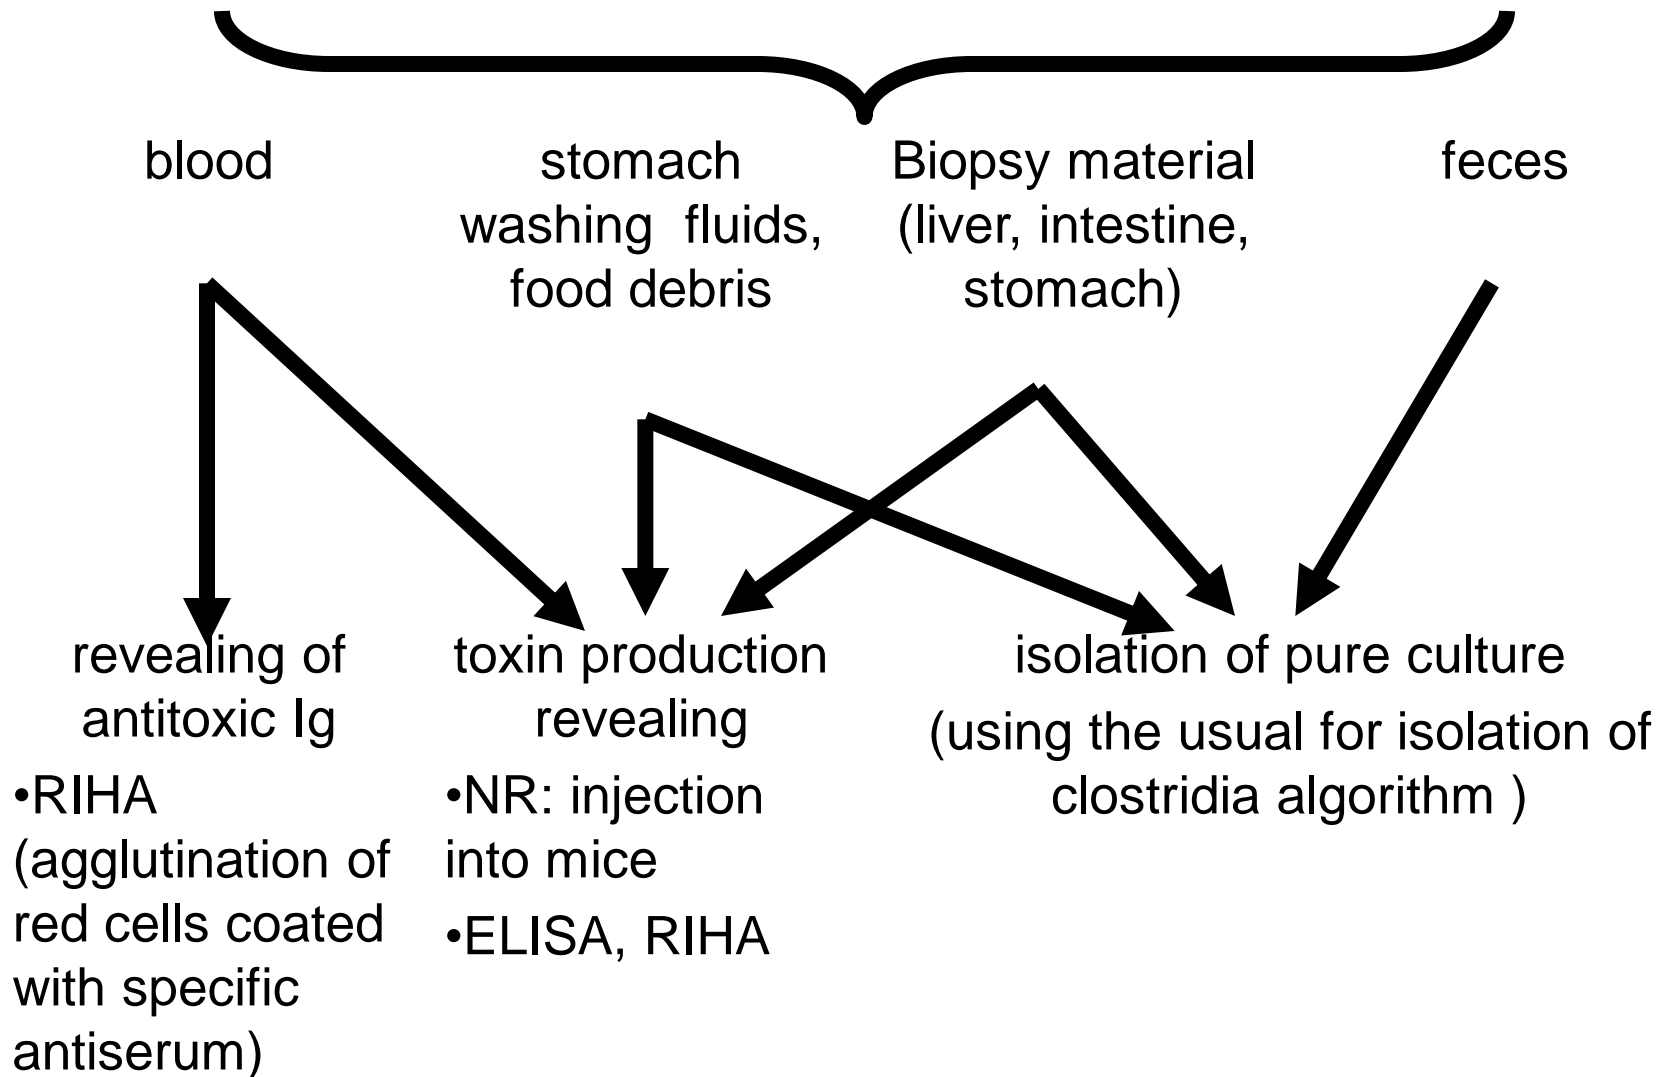 blood
stomach
washing fluids,
food debris
Biopsy material
(liver, intestine,
stomach)
feces
revealing of
antitoxic Ig
•RIHA
(agglutination of
red cells coated
with specific
antiserum)
toxin production
revealing
•NR: injection
into mice
•ELISA, RIHA
isolation of pure culture
(using the usual for isolation of
clostridia algorithm )